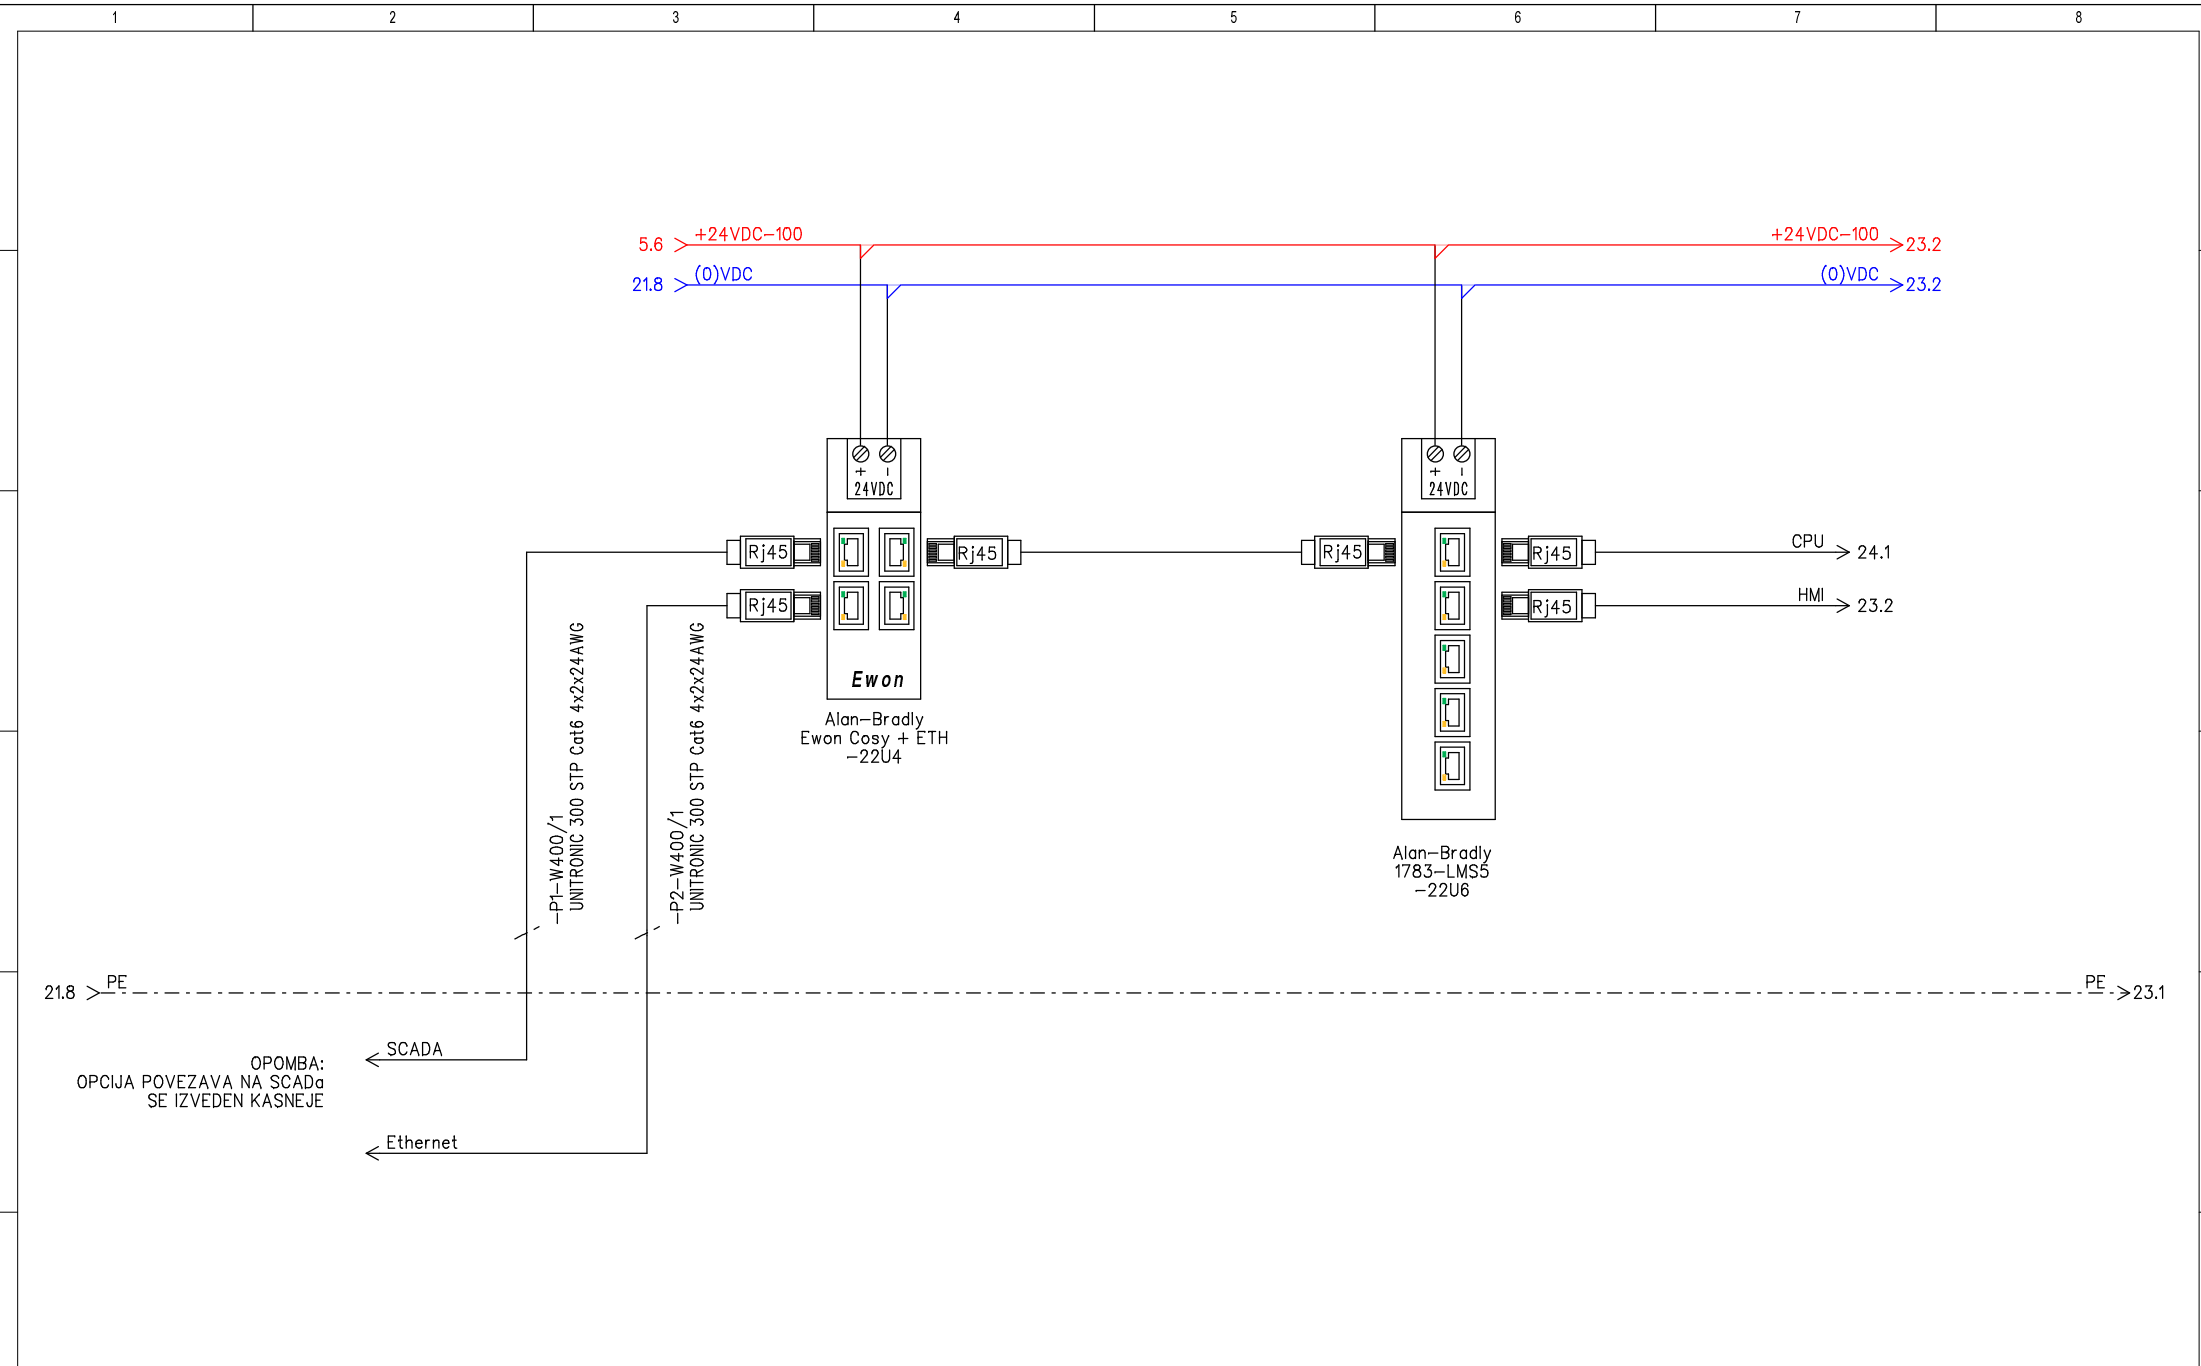 1 2 3 4 5 6 7 8
5.6 +24VDC-100 +24VDC-100 23.2
21.8 (0)VDC (0)VDC 23.2
+ -
24VDC
+ -
24VDC
Rj45 Rj45 Rj45 Rj45 CPU 24.1
Rj45 Rj45 HMI 23.2
Ewon
Alan-Bradly
Ewon Cosy + ETH
-22U4
Alan-Bradly
1783-LMS5
-22U6
-P1-W400/1
UNITRONIC 300 STP Cat6 4x2x24AWG
-P2-W400/1
UNITRONIC 300 STP Cat6 4x2x24AWG
21.8 PE PE 23.1
SCADA
OPOMBA:
OPCIJA POVEZAVA NA SCADa
SE IZVEDEN KASNEJE
Ethernet